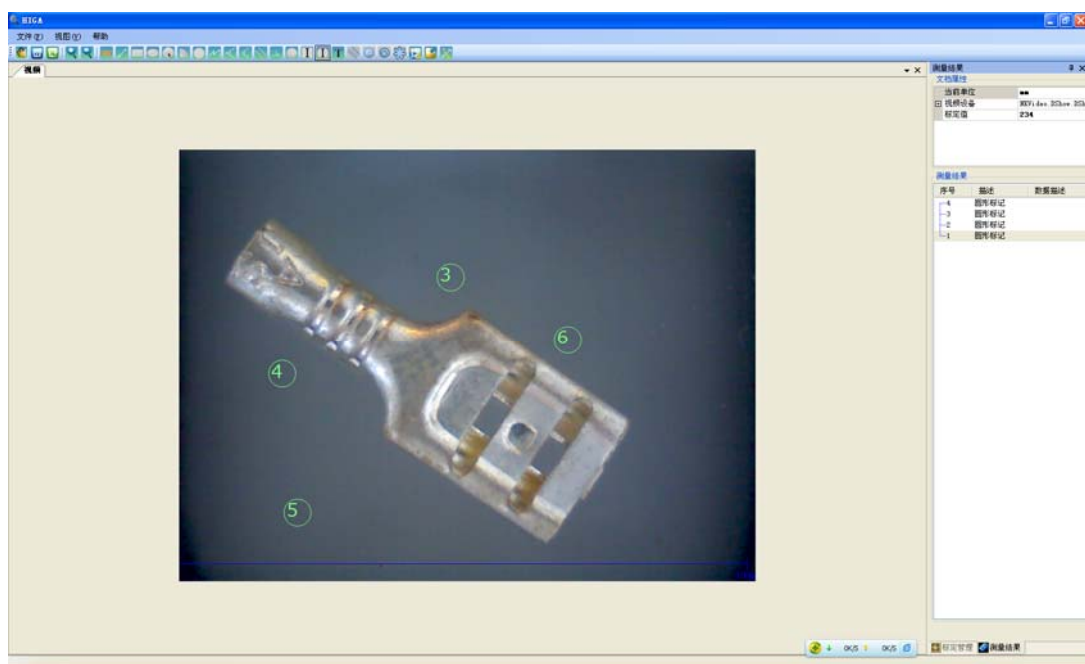 HIGA
文件(F) 视图(V) 帮助
视频
测量结果
文档属性
当前单位
视频设备
标定值 234
测量结果
序号 描述 数据描述
4 圆形标记
3 圆形标记
2 圆形标记
1 圆形标记
3
6
4
5
0K/S 0K/S
标定管理 测量结果